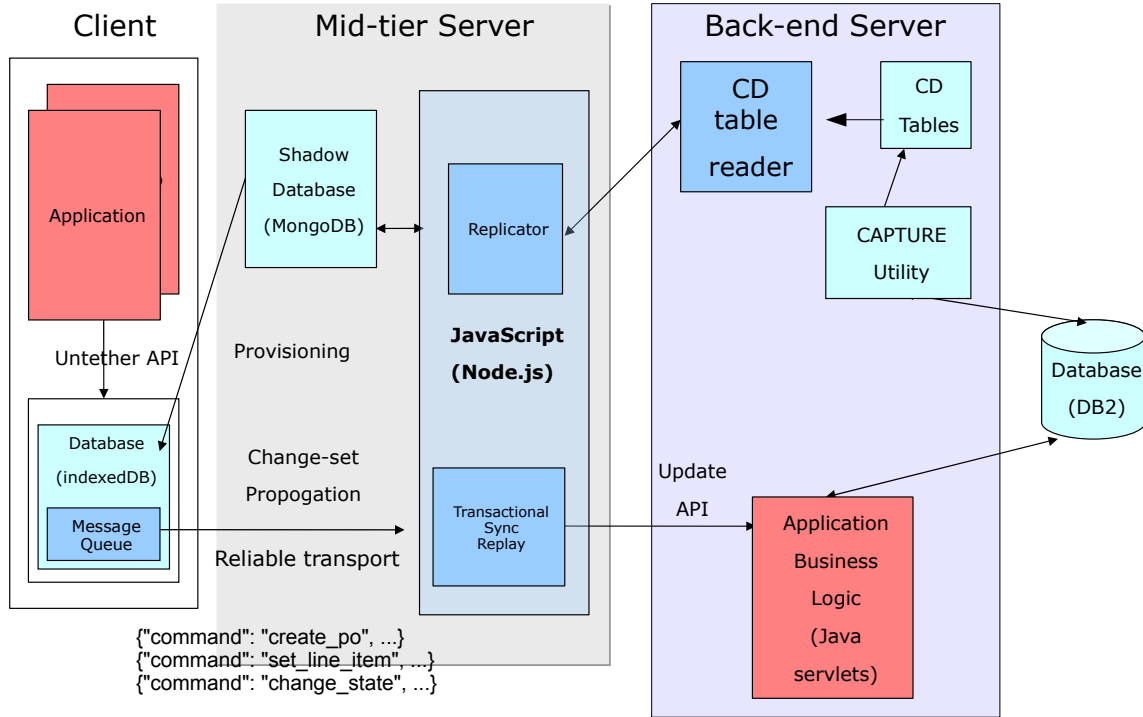 Client
Mid-tier Server
Back-end Server
Application
Untether API
Database
(indexedDB)
Message
Queue
Shadow
Database
(MongoDB)
Provisioning
Change-set
Propogation
Reliable transport
Replicator
JavaScript
(Node.js)
Transactional
Sync
Replay
{"command": "create_po", ...}
{"command": "set_line_item", ...}
{"command": "change_state", ...}
CD
table
reader
CD
Tables
CAPTURE
Utility
Database
(DB2)
Update
API
Application
Business
Logic
(Java
servlets)